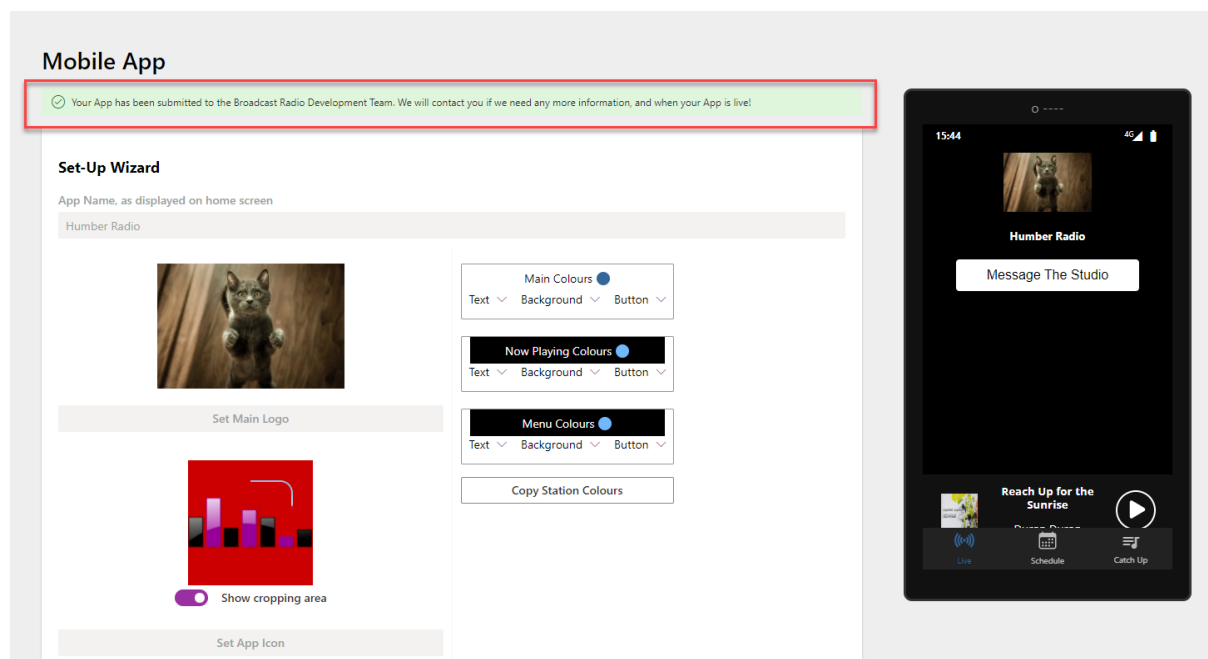 Mobile App
Your App has been submitted to the Broadcast Radio Development Team. We will contact you if we need any more information, and when your App is live!
Set-Up Wizard
App Name, as displayed on home screen
Humber Radio
Set Main Logo
Show cropping area
Set App Icon
Main Colours
Text Background Button
Now Playing Colours
Text Background Button
Menu Colours
Text Background Button
Copy Station Colours
15:44 4G
Humber Radio
Message The Studio
Reach Up for the
Sunrise
Duran Duran
Live Schedule Catch Up